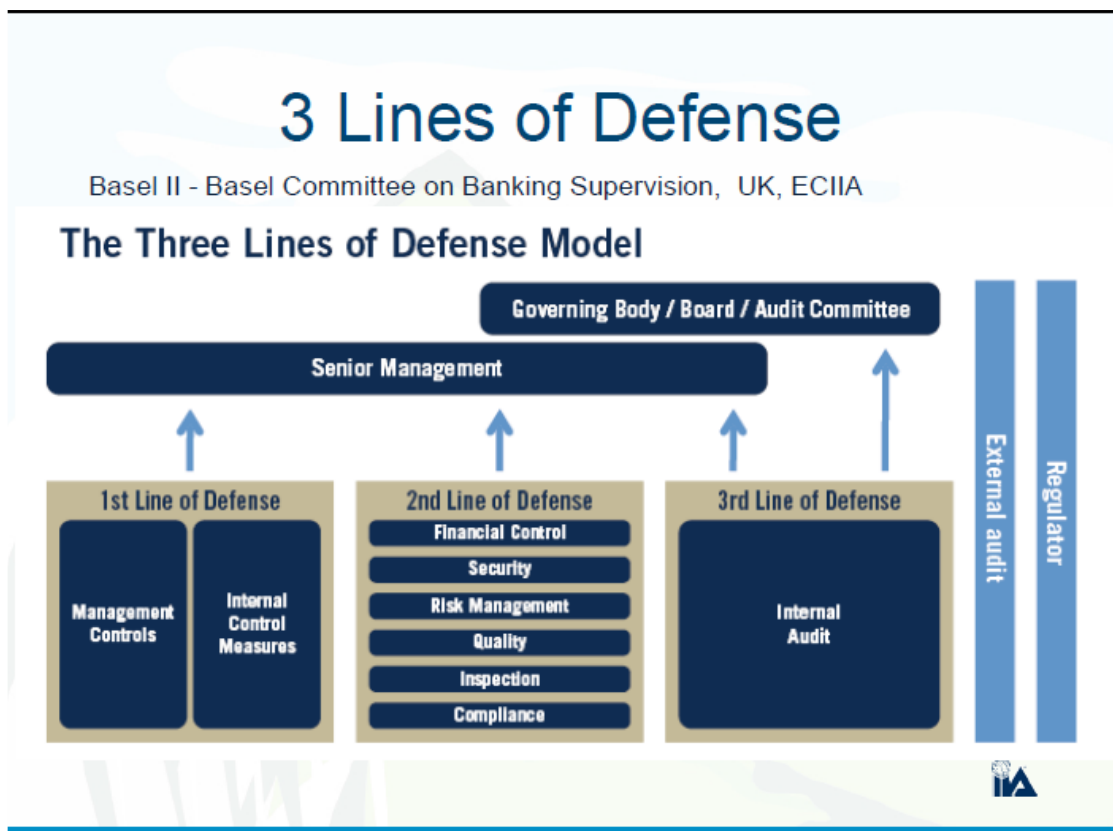 3 Lines of Defense
Basel II - Basel Committee on Banking Supervision, UK, ECIIA
The Three Lines of Defense Model
Governing Body / Board / Audit Committee
Senior Management
1st Line of Defense
Management
Controls
Internal
Control
Measures
2nd Line of Defense
Financial Control
Security
Risk Management
Quality
Inspection
Compliance
3rd Line of Defense
Internal
Audit
External audit
Regulator
IIA